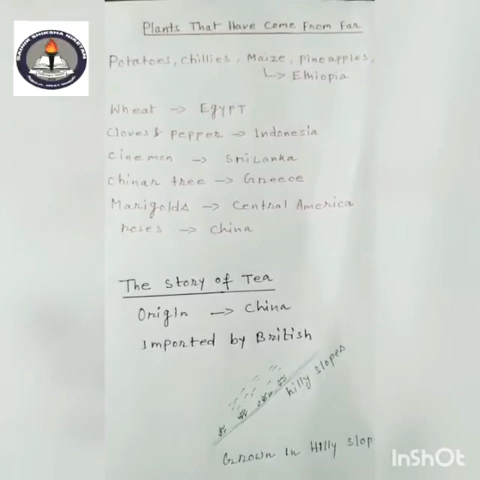 Plants That Have Come From Far
Potatoes, chillies, Maize, pineapples,
↳ Ethiopia
Wheat → Egypt
Cloves & pepper → Indonesia
Cinemon → SriLanka
Chinar tree → Greece
Marigolds → Central America
roses → China
The Story of Tea
Origin → China
Imported by British
hilly slopes
Grown in Hilly Slop
InShOt